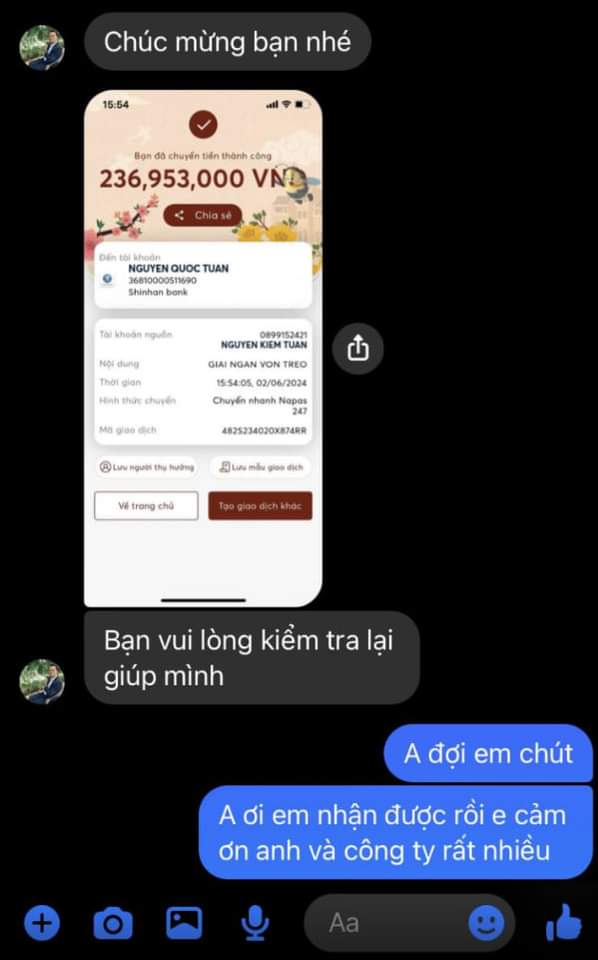 Chúc mừng bạn nhé
15:54
Bạn đã chuyển tiền thành công
236,953,000 VND
Chia sẻ
Đến tài khoản
NGUYEN QUOC TUAN
36810000511690
Shinhan bank
Tài khoản nguồn
0899152421
NGUYEN KIEM TUAN
Nội dung
GIAI NGAN VON TREO
Thời gian
15:54:05, 02/06/2024
Hình thức chuyển
Chuyển nhanh Napas
247
Mã giao dịch
4825234020X874RR
Lưu người thụ hưởng
Lưu mẫu giao dịch
Về trang chủ
Tạo giao dịch khác
Bạn vui lòng kiểm tra lại
giúp mình
A đợi em chút
A ơi em nhận được rồi e cảm
ơn anh và công ty rất nhiều
Aa